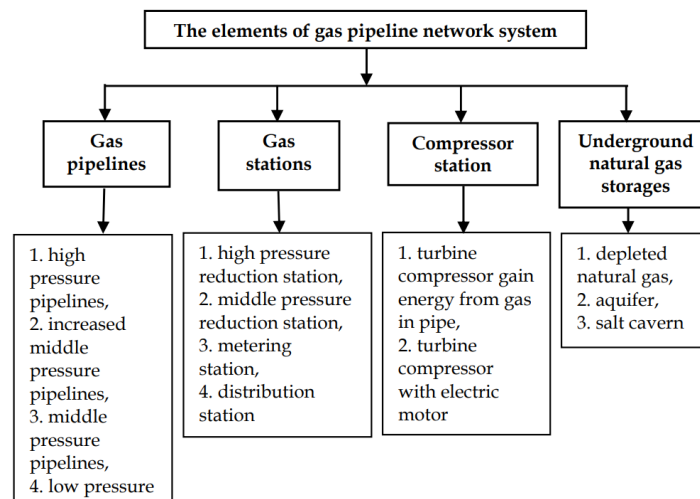 The elements of gas pipeline network system
Gas
pipelines
Gas
stations
Compressor
station
Underground
natural gas
storages
1. high
pressure
pipelines,
2. increased
middle
pressure
pipelines,
3. middle
pressure
pipelines,
4. low pressure
1. high pressure
reduction station,
2. middle pressure
reduction station,
3. metering
station,
4. distribution
station
1. turbine
compressor gain
energy from gas
in pipe,
2. turbine
compressor
with electric
motor
1. depleted
natural gas,
2. aquifer,
3. salt cavern